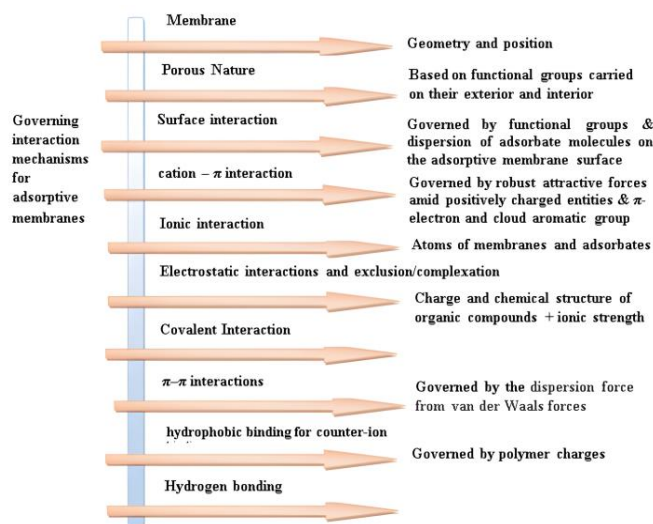 Governing
interaction
mechanisms
for
adsorptive
membranes
Membrane
Geometry and position
Porous Nature
Based on functional groups carried
on their exterior and interior
Surface interaction
Governed by functional groups &
dispersion of adsorbate molecules on
the adsorptive membrane surface
cation – π interaction
Governed by robust attractive forces
amid positively charged entities & π-
electron and cloud aromatic group
Ionic interaction
Atoms of membranes and adsorbates
Electrostatic interactions and exclusion/complexation
Charge and chemical structure of
organic compounds + ionic strength
Covalent Interaction
π–π interactions
Governed by the dispersion force
from van der Waals forces
hydrophobic binding for counter-ion
Governed by polymer charges
Hydrogen bonding